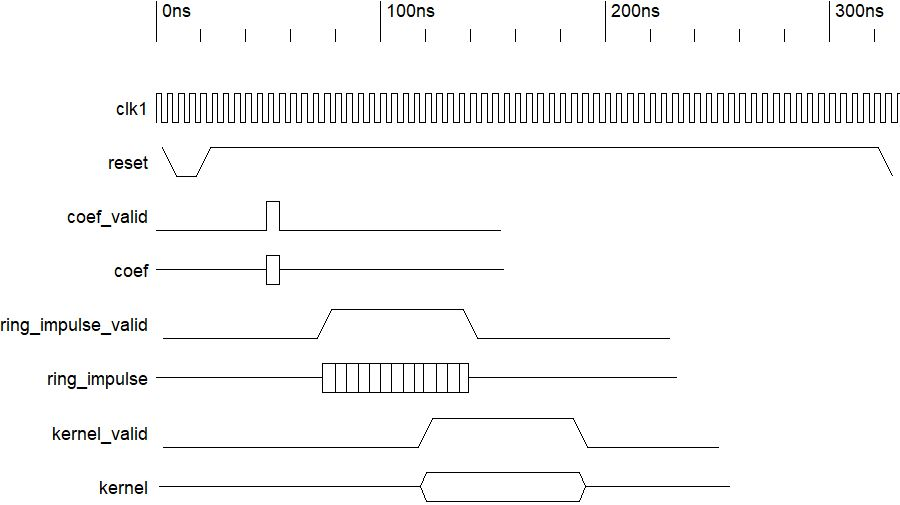 0ns 100ns 200ns 300ns
clk1
reset
coef_valid
coef
ring_impulse_valid
ring_impulse
kernel_valid
kernel